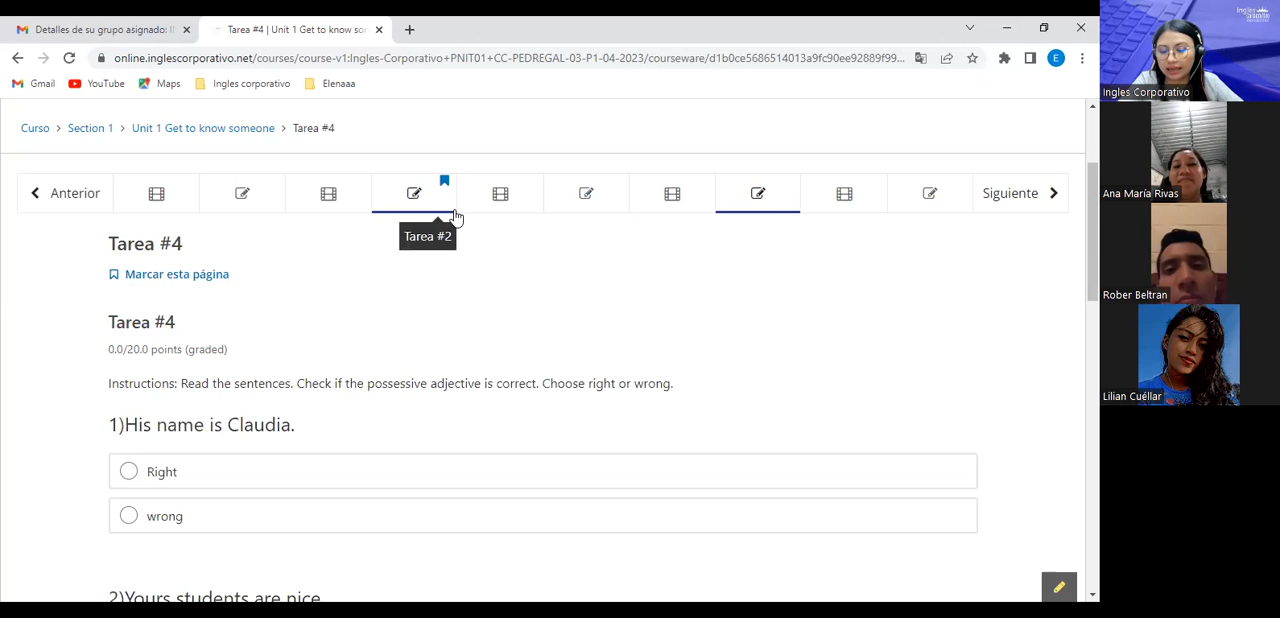 Detalles de su grupo asignado: I
Tarea #4 | Unit 1 Get to know so
online.inglescorporativo.net/courses/course-v1:Ingles-Corporativo+PNIT01+CC-PEDREGAL-03-P1-04-2023/courseware/d1b0ce5686514013a9fc90ee92889f99...
E
Gmail
YouTube
Maps
Ingles corporativo
Elenaaa
Curso > Section 1 > Unit 1 Get to know someone > Tarea #4
Anterior
Siguiente
Tarea #2
Tarea #4
Marcar esta página
Tarea #4
0.0/20.0 points (graded)
Instructions: Read the sentences. Check if the possessive adjective is correct. Choose right or wrong.
1)His name is Claudia.
Right
wrong
2)Yours students are nice
Ingles Corporativo
Ana María Rivas
Rober Beltran
Lilian Cuéllar